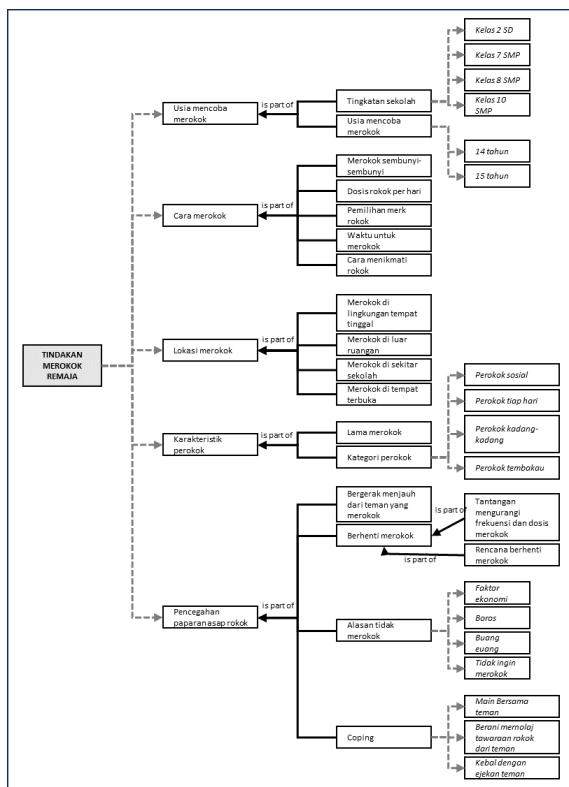 Kelas 2 SD
Kelas 7 SMP
Kelas 8 SMP
Kelas 10
SMP
Usia mencoba
merokok
is part of
Tingkatan sekolah
Usia mencoba
merokok
14 tahun
15 tahun
Cara merokok
is part of
Merokok sembunyi-
sembunyi
Dosis rokok per hari
Pemilihan merk
rokok
Waktu untuk
merokok
Cara menikmati
rokok
TINDAKAN
MEROKOK
REMAJA
Lokasi merokok
is part of
Merokok di
lingkungan tempat
tinggal
Merokok di luar
ruangan
Merokok di sekitar
sekolah
Merokok di tempat
terbuka
Karakteristik
perokok
is part of
Lama merokok
Kategori perokok
Perokok sosial
Perokok tiap hari
Perokok kadang-
kadang
Perokok tembakau
Pencegahan
paparan asap rokok
is part of
Bergerak menjauh
dari teman yang
merokok
Berhenti merokok
is part of
Tantangan
mengurangi
frekuensi dan dosis
merokok
is part of
Rencana berhenti
merokok
Alasan tidak
merokok
Faktor
ekonomi
Boros
Buang
euang
Tidak ingin
merokok
Coping
Main Bersama
teman
Berani mernolaj
tawaraan rokok
dari teman
Kebal dengan
ejekan teman